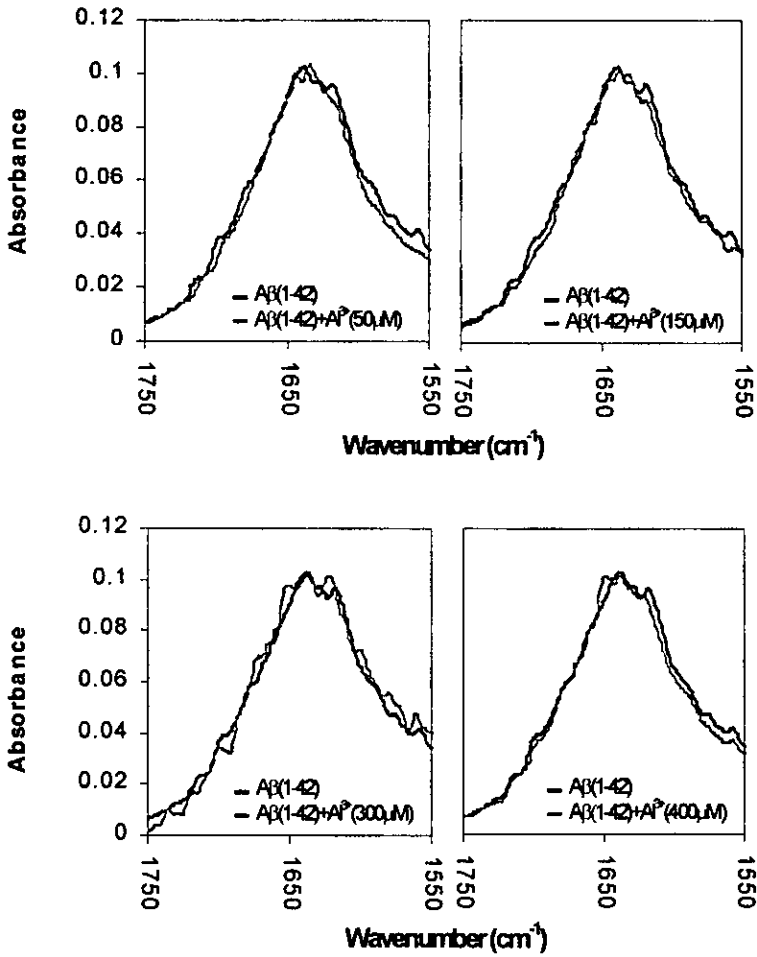 0.12
0.1
0.08
0.06
0.04
0.02
0
Absorbance
Aβ(1-42)
Aβ(1-42)+Al³⁺(50μM)
Aβ(1-42)
Aβ(1-42)+Al³⁺(150μM)
1750
1650
1550
1750
1650
1550
Wavenumber (cm⁻¹)
0.12
0.1
0.08
0.06
0.04
0.02
0
Absorbance
Aβ(1-42)
Aβ(1-42)+Al³⁺(300μM)
Aβ(1-42)
Aβ(1-42)+Al³⁺(400μM)
1750
1650
1550
1750
1650
1550
Wavenumber (cm⁻¹)